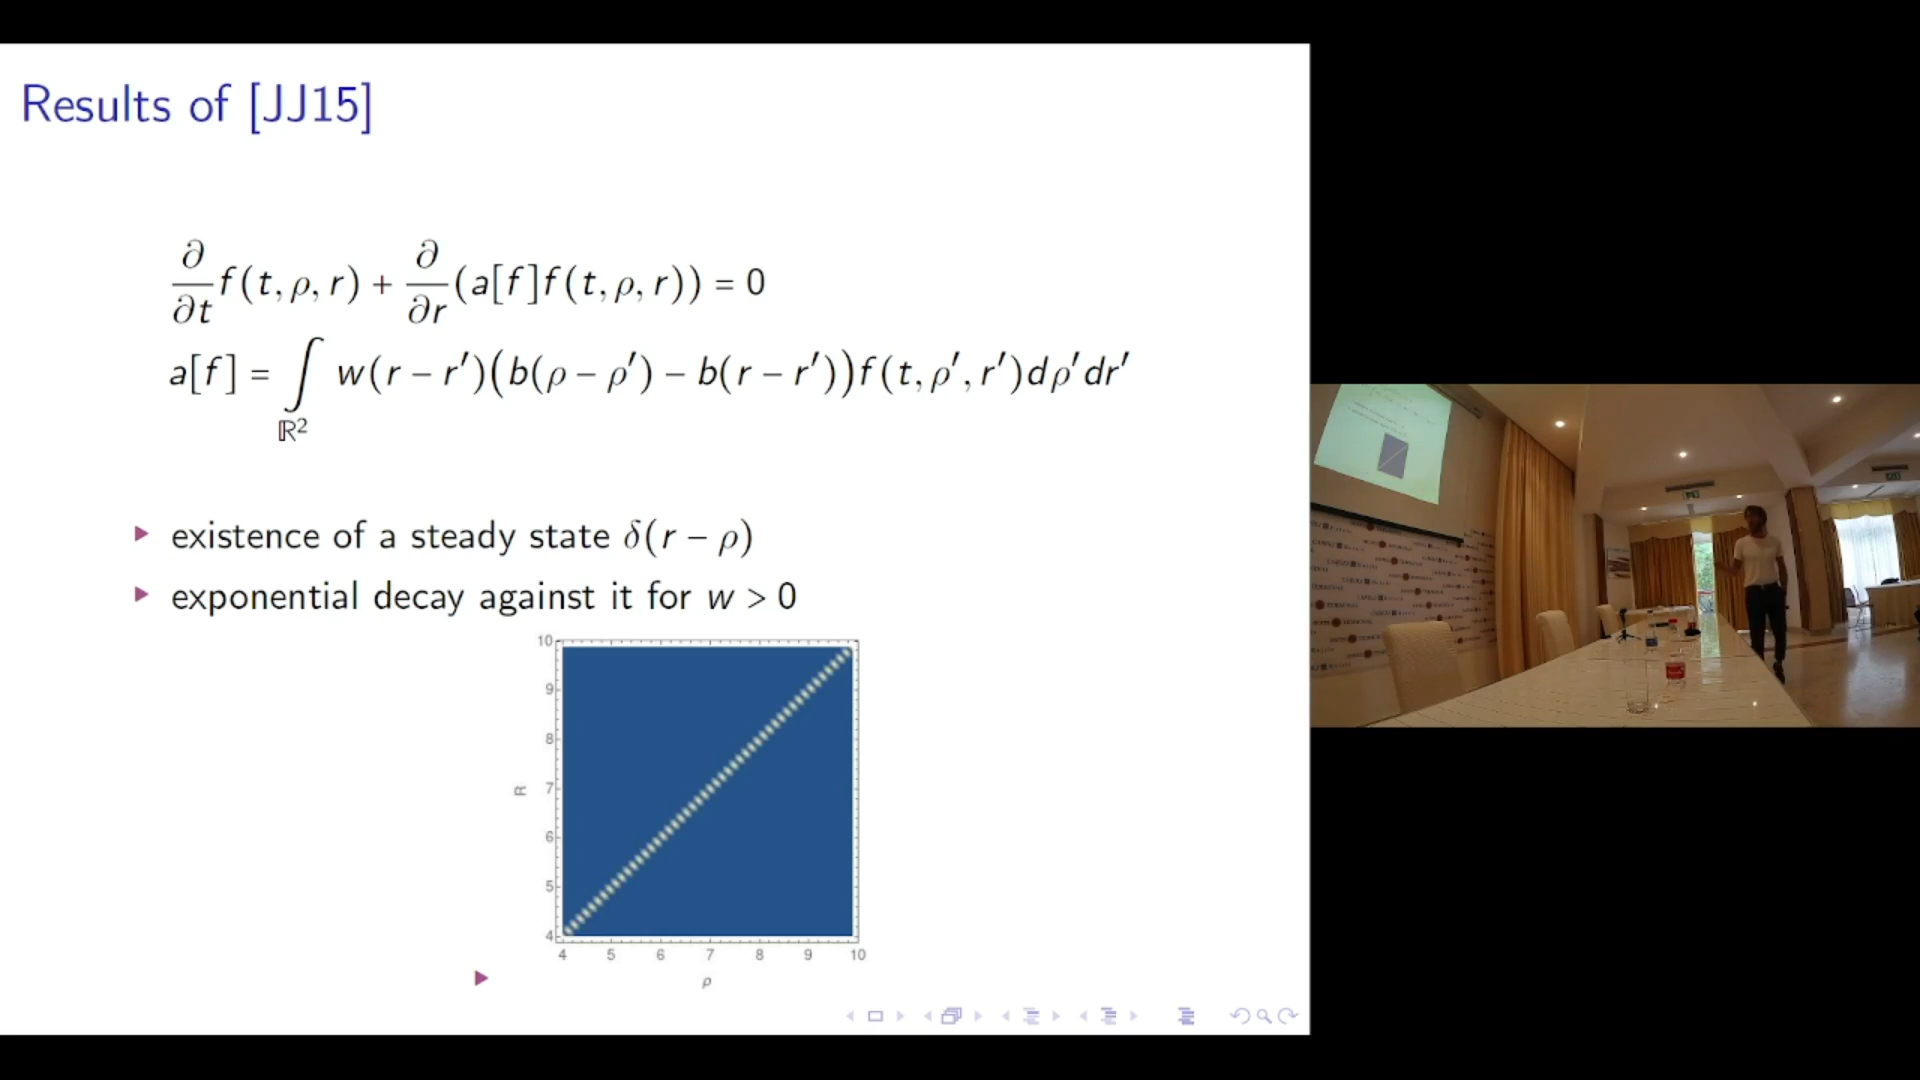 Results of [JJ15]
∂/∂t f(t, ρ, r) + ∂/∂r (a[f]f(t, ρ, r)) = 0
a[f] = ∫_{ℝ²} w(r − r′)(b(ρ − ρ′) − b(r − r′))f(t, ρ′, r′)dρ′dr′
existence of a steady state δ(r − ρ)
exponential decay against it for w > 0
10
9
8
7
6
5
4
R
4 5 6 7 8 9 10
ρ